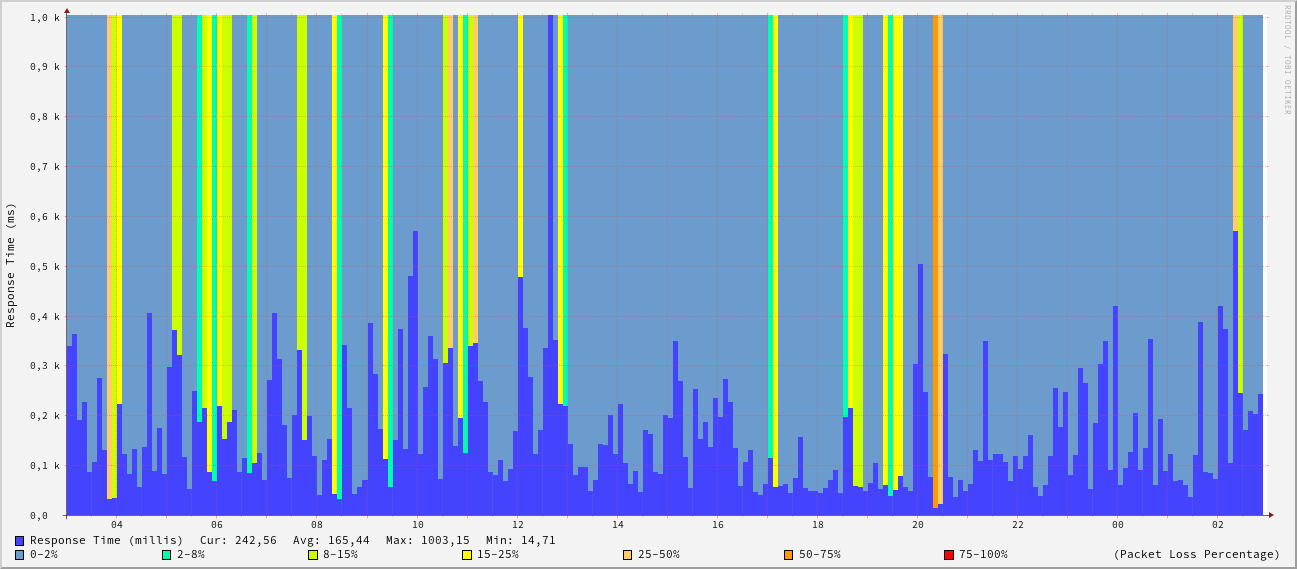 1,0 k
0,9 k
0,8 k
0,7 k
0,6 k
0,5 k
0,4 k
0,3 k
0,2 k
0,1 k
0,0
Response Time (ms)
RRDTOOL / TOBI OETIKER
04 06 08 10 12 14 16 18 20 22 00 02
Response Time (millis) Cur: 242,56 Avg: 165,44 Max: 1003,15 Min: 14,71
0-2% 2-8% 8-15% 15-25% 25-50% 50-75% 75-100% (Packet Loss Percentage)